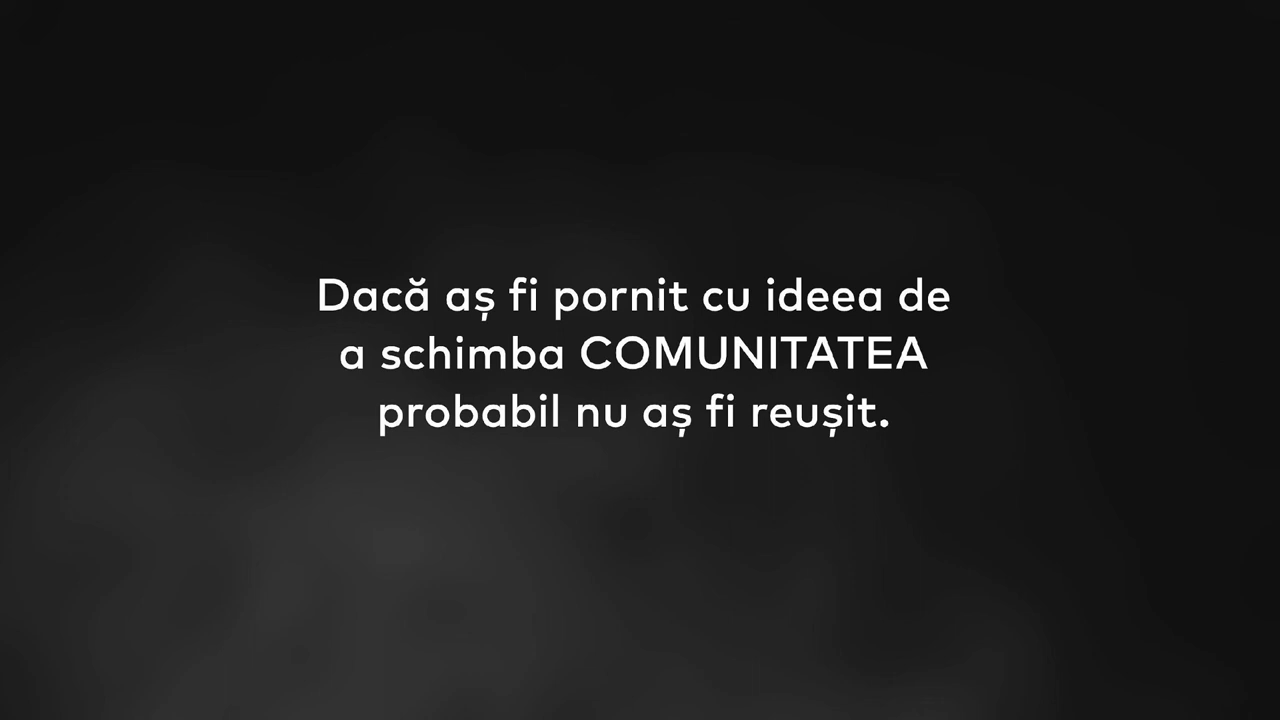 Dacă aș fi pornit cu ideea de
a schimba COMUNITATEA
probabil nu aș fi reușit.